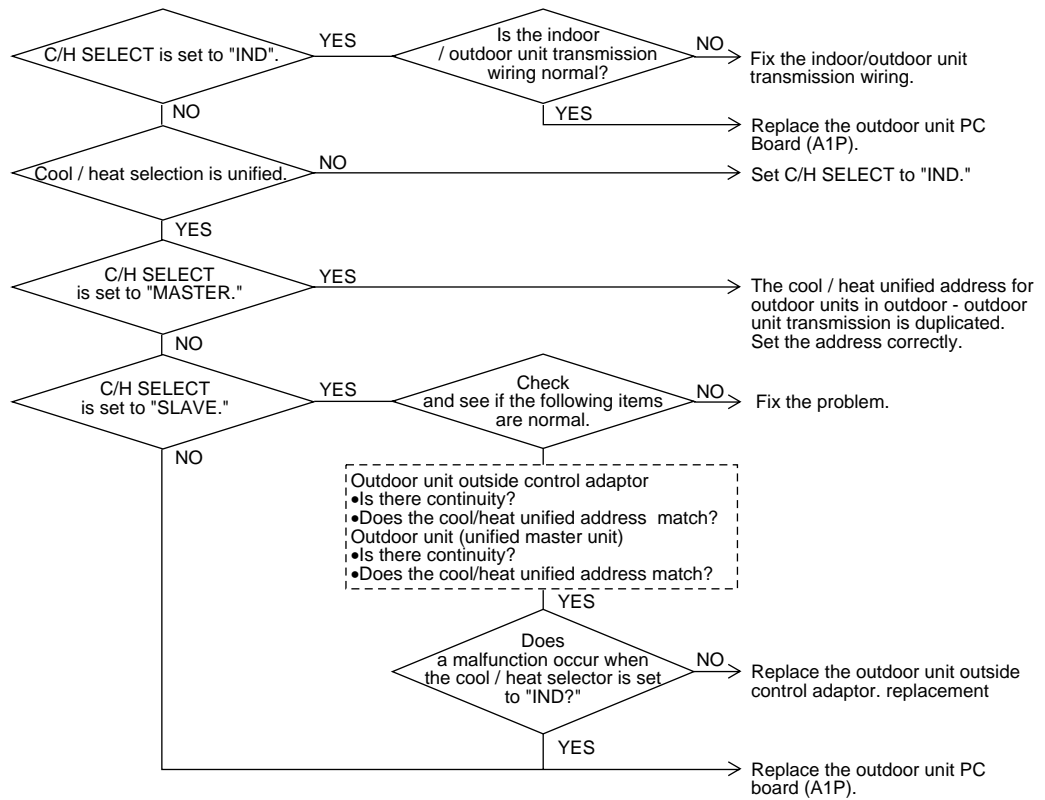 C/H SELECT is set to "IND".
YES
Is the indoor
/ outdoor unit transmission
wiring normal?
NO
Fix the indoor/outdoor unit
transmission wiring.
NO
YES
Replace the outdoor unit PC
Board (A1P).
Cool / heat selection is unified.
NO
Set C/H SELECT to "IND."
YES
C/H SELECT
is set to "MASTER."
YES
The cool / heat unified address for
outdoor units in outdoor - outdoor
unit transmission is duplicated.
Set the address correctly.
NO
C/H SELECT
is set to "SLAVE."
YES
Check
and see if the following items
are normal.
NO
Fix the problem.
NO
Outdoor unit outside control adaptor
•Is there continuity?
•Does the cool/heat unified address match?
Outdoor unit (unified master unit)
•Is there continuity?
•Does the cool/heat unified address match?
YES
Does
a malfunction occur when
the cool / heat selector is set
to "IND?"
NO
Replace the outdoor unit outside
control adaptor. replacement
YES
Replace the outdoor unit PC
board (A1P).